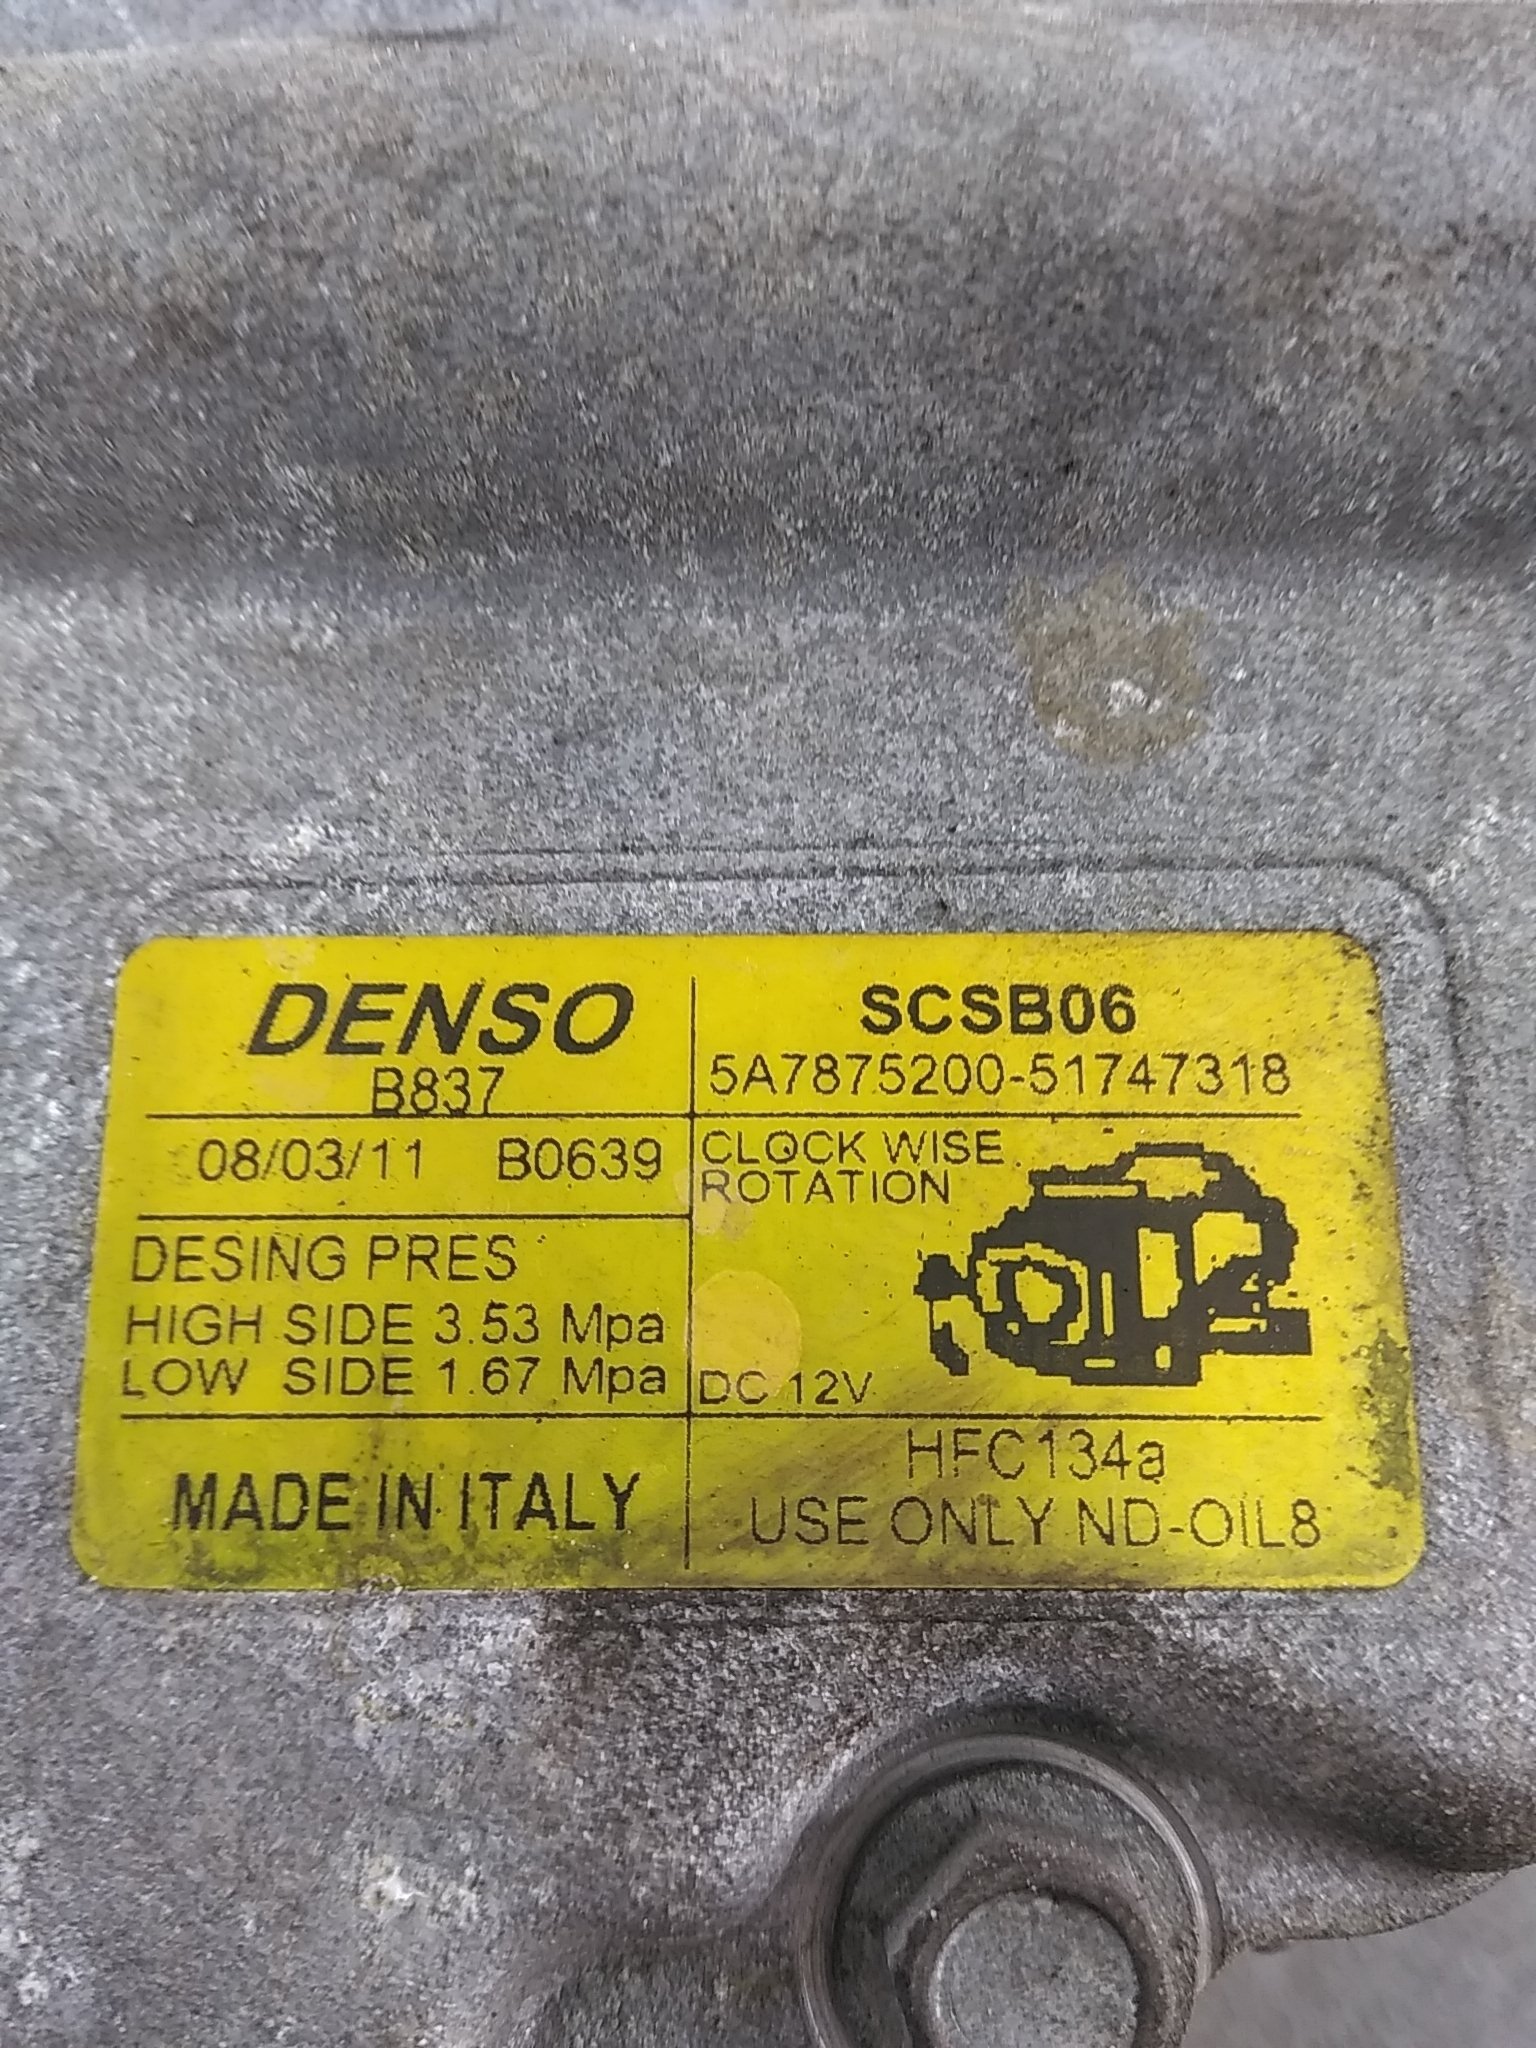 DENSO
B837
SCSB06
5A7875200-51747318
08/03/11 B0639
CLOCK WISE
ROTATION
DESING PRES
HIGH SIDE 3.53 Mpa
LOW SIDE 1.67 Mpa
DC 12V
MADE IN ITALY
HFC134a
USE ONLY ND-OIL8